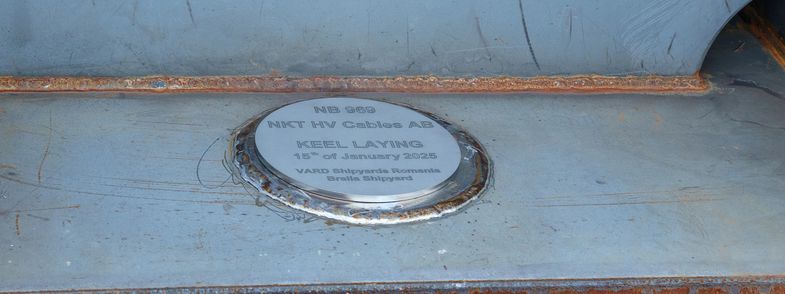 NB 969
NKT HV Cables AB
KEEL LAYING
15th of January 2025
VARD Shipyards Romania
Braila Shipyard